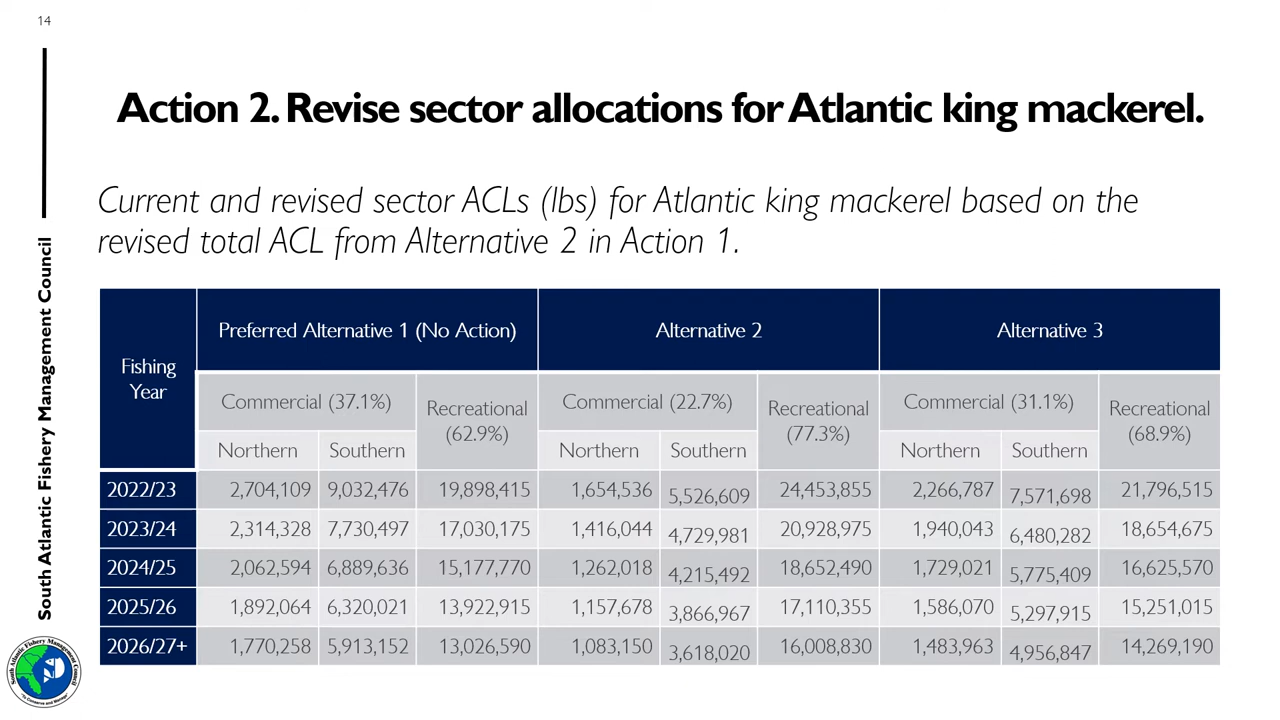 14
South Atlantic Fishery Management Council
Action 2. Revise sector allocations for Atlantic king mackerel.
Current and revised sector ACLs (lbs) for Atlantic king mackerel based on the
revised total ACL from Alternative 2 in Action 1.
Fishing Year Preferred Alternative 1 (No Action) Alternative 2 Alternative 3
Commercial (37.1%) Recreational (62.9%) Commercial (22.7%) Recreational (77.3%) Commercial (31.1%) Recreational (68.9%)
Northern Southern Northern Southern Northern Southern
2022/23 2,704,109 9,032,476 19,898,415 1,654,536 5,526,609 24,453,855 2,266,787 7,571,698 21,796,515
2023/24 2,314,328 7,730,497 17,030,175 1,416,044 4,729,981 20,928,975 1,940,043 6,480,282 18,654,675
2024/25 2,062,594 6,889,636 15,177,770 1,262,018 4,215,492 18,652,490 1,729,021 5,775,409 16,625,570
2025/26 1,892,064 6,320,021 13,922,915 1,157,678 3,866,967 17,110,355 1,586,070 5,297,915 15,251,015
2026/27+ 1,770,258 5,913,152 13,026,590 1,083,150 3,618,020 16,008,830 1,483,963 4,956,847 14,269,190
South Atlantic Fishery Management Council
"To Conserve and Manage"